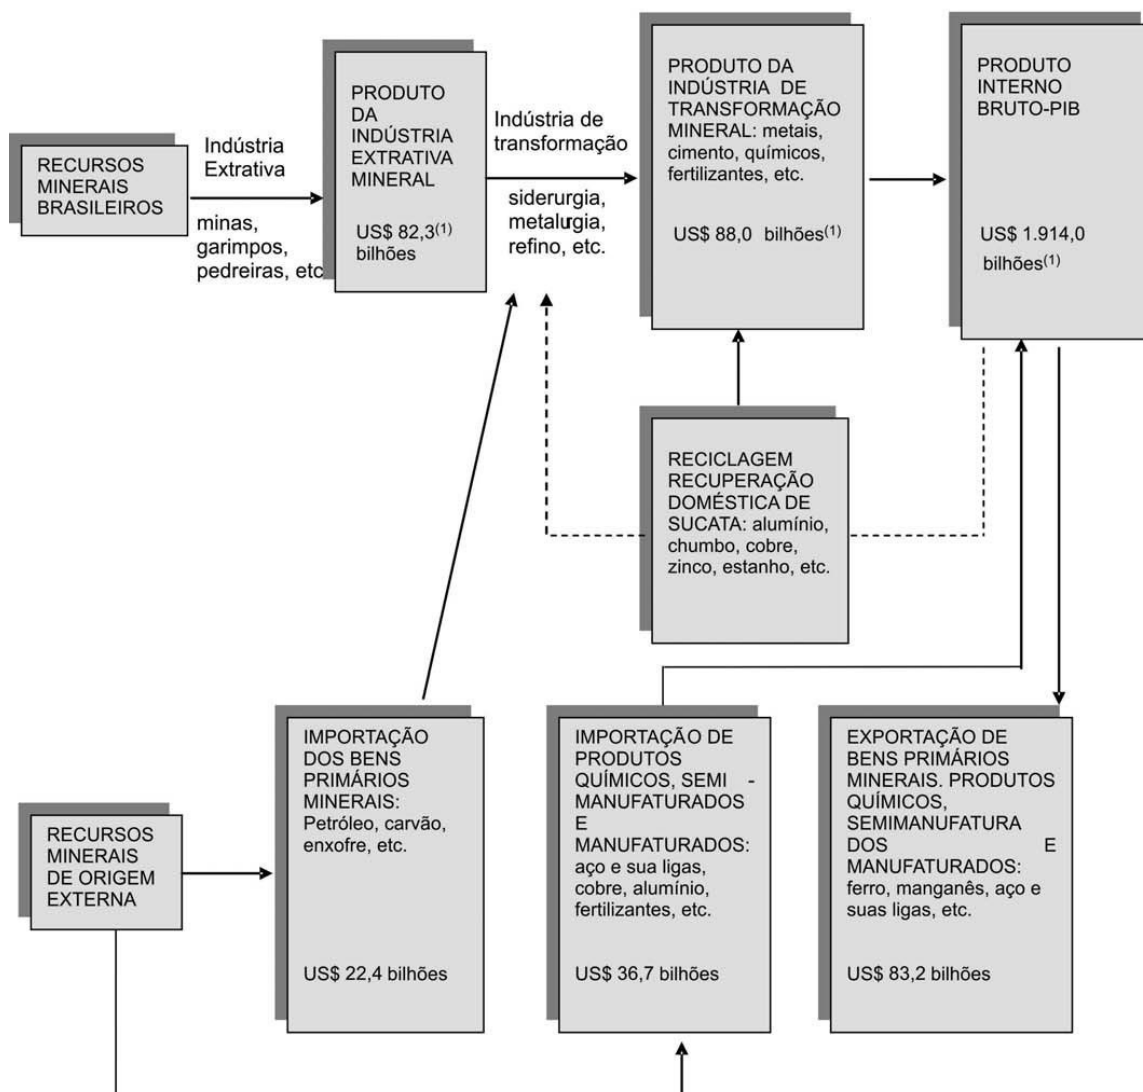 RECURSOS
MINERAIS
BRASILEIROS
Indústria
Extrativa
minas,
garimpos,
pedreiras, etc
PRODUTO
DA
INDÚSTRIA
EXTRATIVA
MINERAL
US$ 82,3(1)
bilhões
Indústria de
transformação
siderurgia,
metalurgia,
refino, etc.
PRODUTO DA
INDÚSTRIA DE
TRANSFORMAÇÃO
MINERAL: metais,
cimento, químicos,
fertilizantes, etc.
US$ 88,0 bilhões(1)
PRODUTO
INTERNO
BRUTO-PIB
US$ 1.914,0
bilhões(1)
RECICLAGEM
RECUPERAÇÃO
DOMÉSTICA DE
SUCATA: alumínio,
chumbo, cobre,
zinco, estanho, etc.
RECURSOS
MINERAIS
DE ORIGEM
EXTERNA
IMPORTAÇÃO
DOS BENS
PRIMÁRIOS
MINERAIS:
Petróleo, carvão,
enxofre, etc.
US$ 22,4 bilhões
IMPORTAÇÃO DE
PRODUTOS
QUÍMICOS, SEMI -
MANUFATURADOS
E
MANUFATURADOS:
aço e sua ligas,
cobre, alumínio,
fertilizantes, etc.
US$ 36,7 bilhões
EXPORTAÇÃO DE
BENS PRIMÁRIOS
MINERAIS. PRODUTOS
QUÍMICOS,
SEMIMANUFATURA
DOS E
MANUFATURADOS:
ferro, manganês, aço e
suas ligas, etc.
US$ 83,2 bilhões